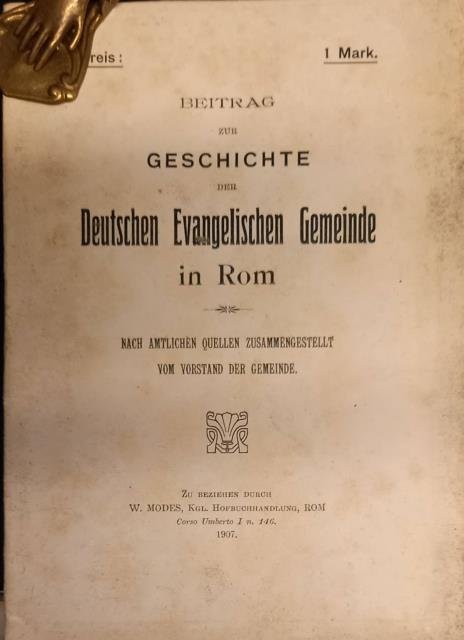 reis: 1 Mark.
BEITRAG
ZUR
GESCHICHTE
DER
Deutschen Evangelischen Gemeinde
in Rom
NACH AMTLICHEN QUELLEN ZUSAMMENGESTELLT
VOM VORSTAND DER GEMEINDE.
ZU BEZIEHEN DURCH
W. MODES, KGL. HOFBUCHHANDLUNG, ROM
Corso Umberto I n. 146.
1907.